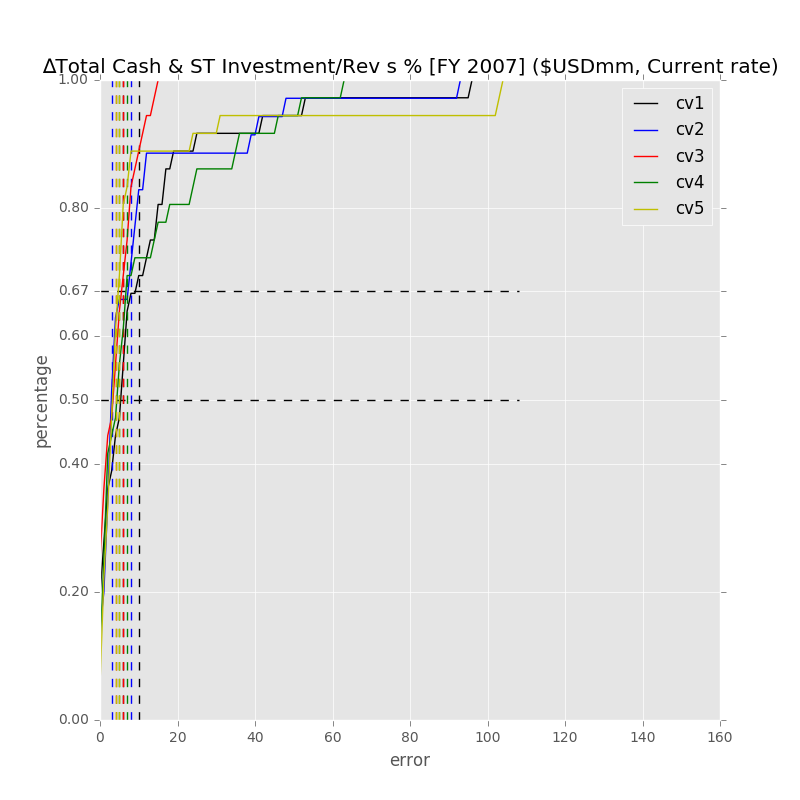 ΔTotal Cash & ST Investment/Rev s % [FY 2007] ($USDmm, Current rate)
1.00
cv1
cv2
cv3
cv4
cv5
0.80
0.67
0.60
0.50
0.40
0.20
0.00
percentage
0 20 40 60 80 100 120 140 160
error